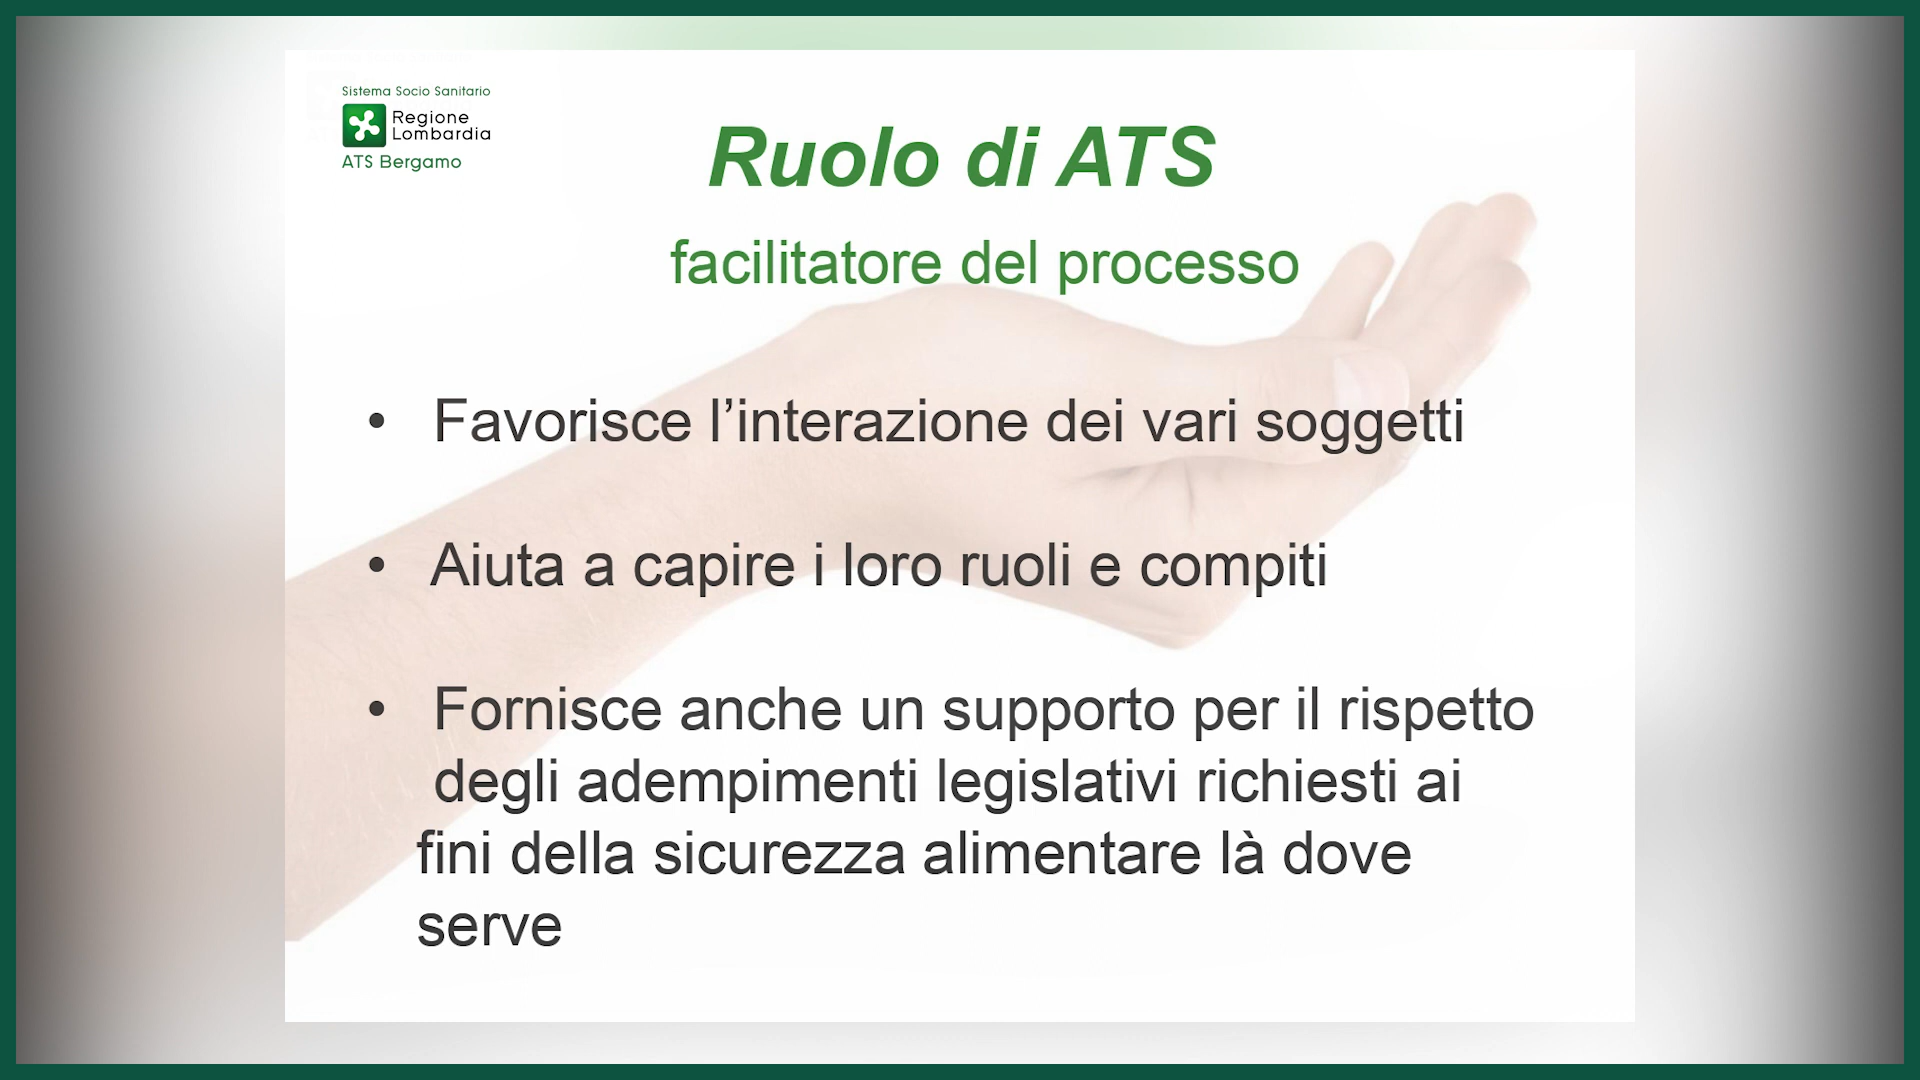 Sistema Socio Sanitario
Regione
Lombardia
ATS Bergamo
Ruolo di ATS
facilitatore del processo
• Favorisce l’interazione dei vari soggetti
• Aiuta a capire i loro ruoli e compiti
• Fornisce anche un supporto per il rispetto
degli adempimenti legislativi richiesti ai
fini della sicurezza alimentare là dove
serve